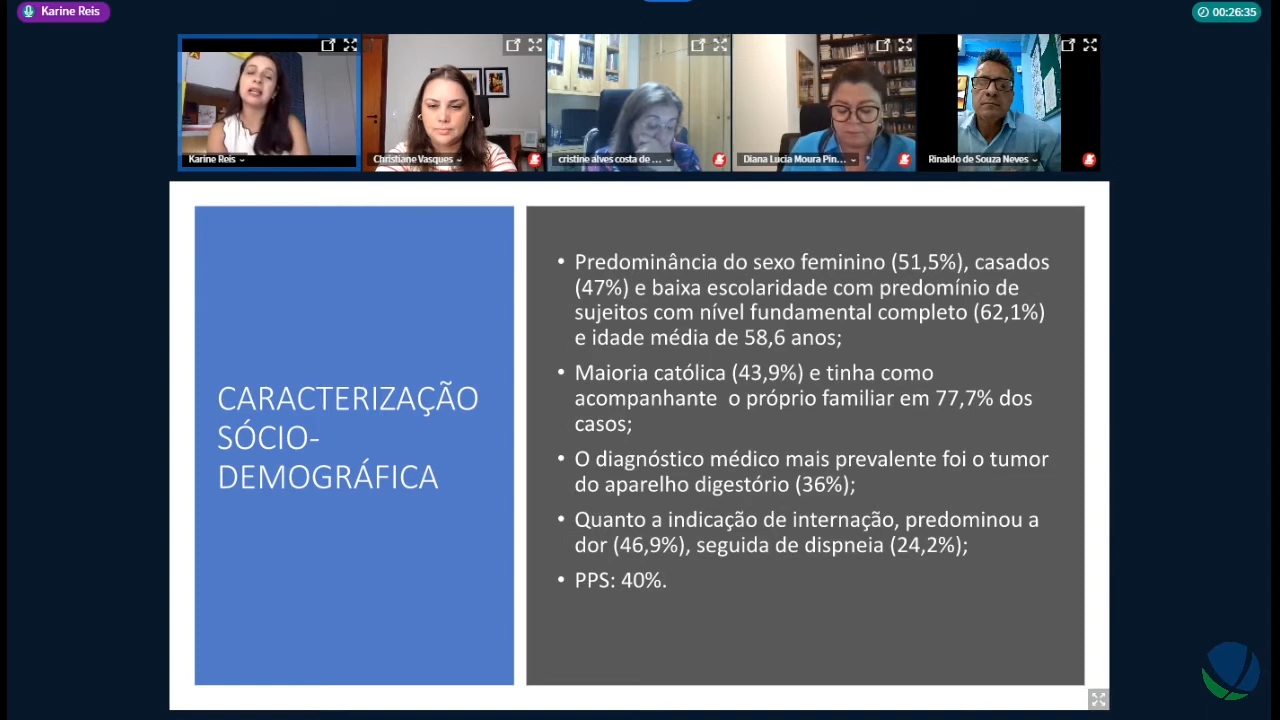 Karine Reis
00:26:35
Karine Reis
Christiane Vasques
cristine alves costa de ...
Diana Lucia Moura Pin...
Rinaldo de Souza Neves
CARACTERIZAÇÃO
SÓCIO-
DEMOGRÁFICA
• Predominância do sexo feminino (51,5%), casados
(47%) e baixa escolaridade com predomínio de
sujeitos com nível fundamental completo (62,1%)
e idade média de 58,6 anos;
• Maioria católica (43,9%) e tinha como
acompanhante  o próprio familiar em 77,7% dos
casos;
• O diagnóstico médico mais prevalente foi o tumor
do aparelho digestório (36%);
• Quanto a indicação de internação, predominou a
dor (46,9%), seguida de dispneia (24,2%);
• PPS: 40%.